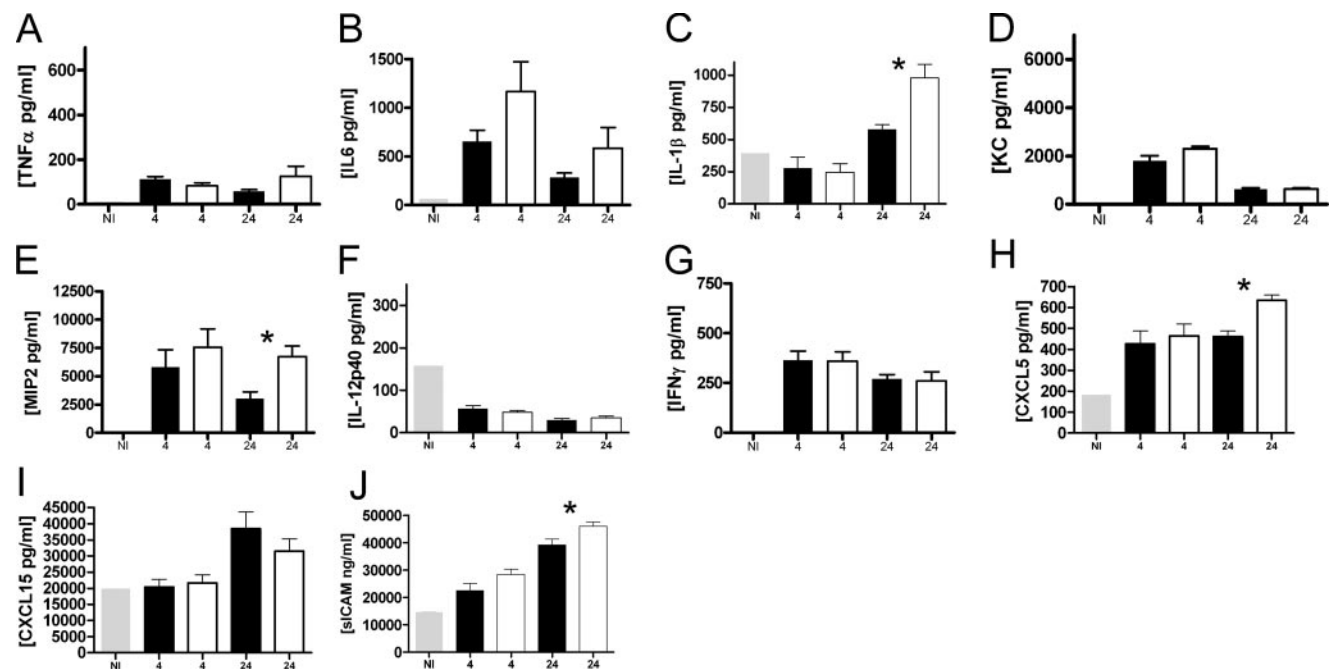 A
[TNFα pg/ml]
600
400
200
0
NI 4 4 24 24
B
[IL6 pg/ml]
1500
1000
500
0
NI 4 4 24 24
C
[IL-1β pg/ml]
1000
750
500
250
0
*
NI 4 4 24 24
D
[KC pg/ml]
6000
4000
2000
0
NI 4 4 24 24
E
[MIP2 pg/ml]
12500
10000
7500
5000
2500
0
*
NI 4 4 24 24
F
[IL-12p40 pg/ml]
300
200
100
0
NI 4 4 24 24
G
[IFNγ pg/ml]
750
500
250
0
NI 4 4 24 24
H
[CXCL5 pg/ml]
700
600
500
400
300
200
100
0
*
NI 4 4 24 24
I
[CXCL15 pg/ml]
45000
40000
35000
30000
25000
20000
15000
10000
5000
0
NI 4 4 24 24
J
[sICAM ng/ml]
50000
40000
30000
20000
10000
0
*
NI 4 4 24 24